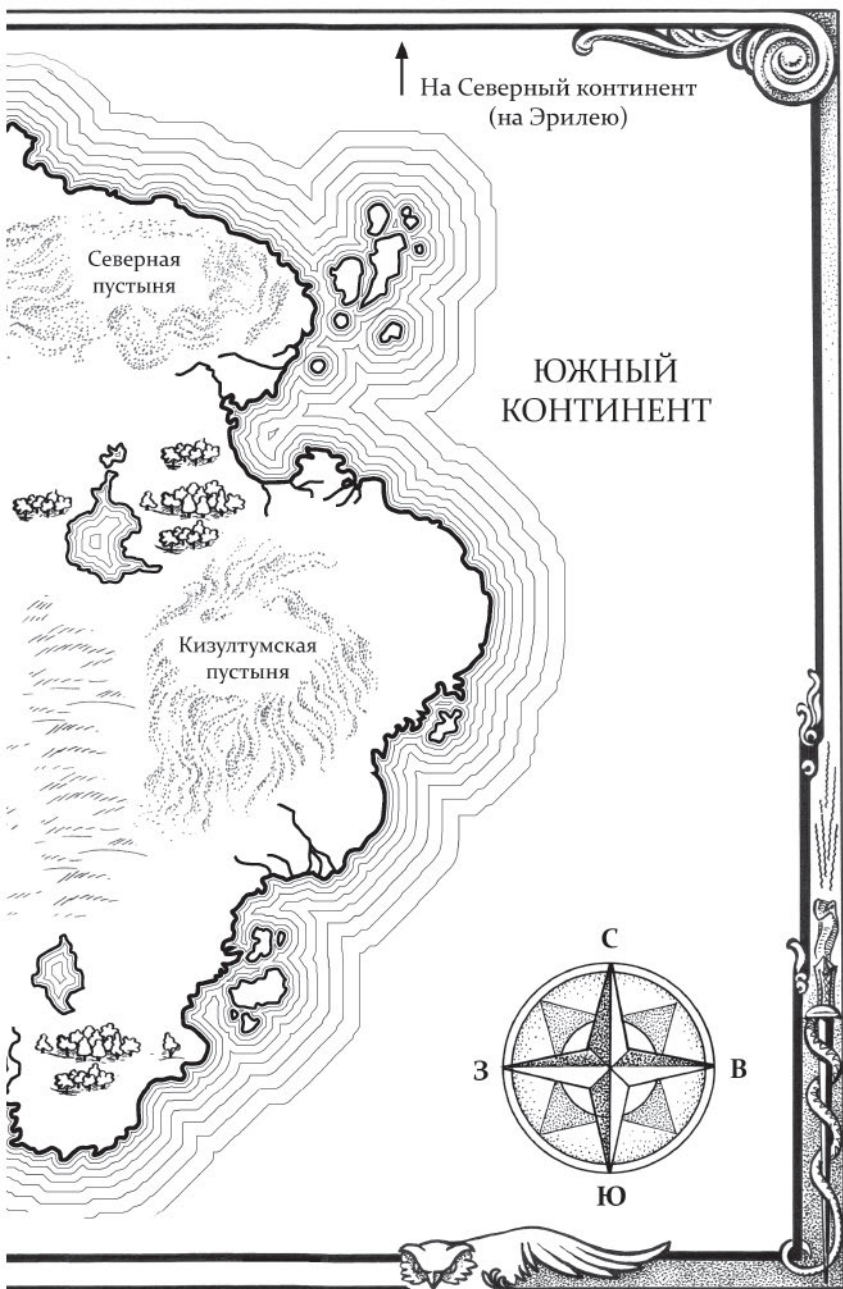 На Северный континент
(на Эрилею)
Северная
пустыня
ЮЖНЫЙ
КОНТИНЕНТ
Кизултумская
пустыня
С
З
В
Ю